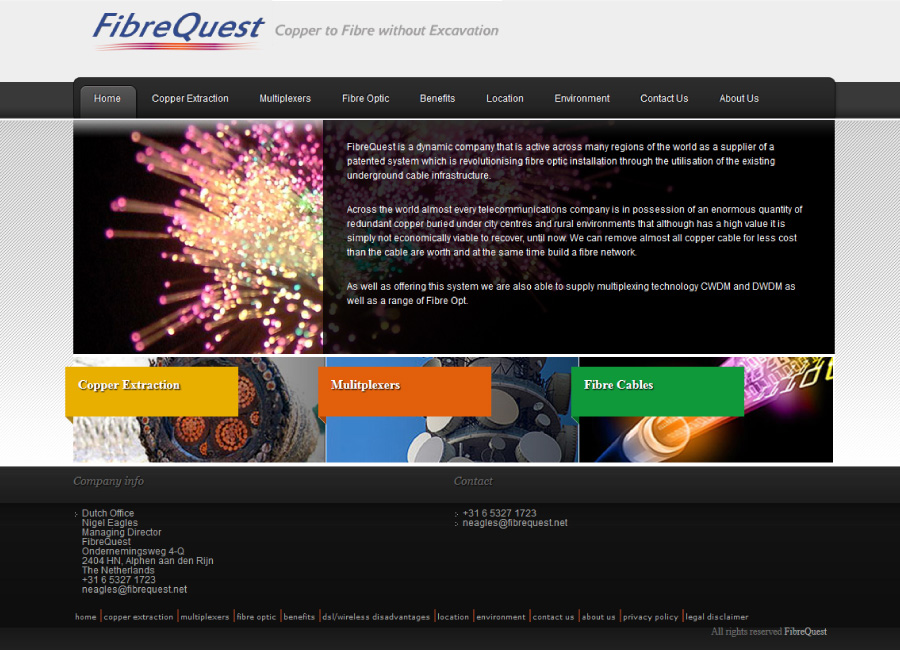 FibreQuest
Copper to Fibre without Excavation
Home Copper Extraction Multiplexers Fibre Optic Benefits Location Environment Contact Us About Us
FibreQuest is a dynamic company that is active across many regions of the world as a supplier of a
patented system which is revolutionising fibre optic installation through the utilisation of the existing
underground cable infrastructure.
Across the world almost every telecommunications company is in possession of an enormous quantity of
redundant copper buried under city centres and rural environments that although has a high value it is
simply not economically viable to recover, until now. We can remove almost all copper cable for less cost
than the cable are worth and at the same time build a fibre network.
As well as offering this system we are also able to supply multiplexing technology CWDM and DWDM as
well as a range of Fibre Opt.
Copper Extraction
Mulitplexers
Fibre Cables
Company info
Dutch Office
Nigel Eagles
Managing Director
FibreQuest
Ondernemingsweg 4-Q
2404 HN, Alphen aan den Rijn
The Netherlands
+31 6 5327 1723
neagles@fibrequest.net
Contact
+31 6 5327 1723
neagles@fibrequest.net
home copper extraction multiplexers fibre optic benefits dsl/wireless disadvantages location environment contact us about us privacy policy legal disclaimer
All rights reserved FibreQuest